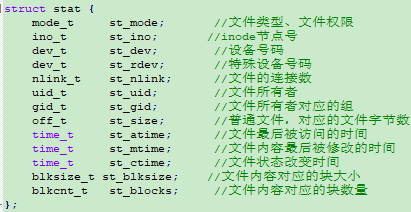 struct stat {
mode_t st_mode; //文件类型、文件权限
ino_t st_ino; //inode节点号
dev_t st_dev; //设备号码
dev_t st_rdev; //特殊设备号码
nlink_t st_nlink; //文件的连接数
uid_t st_uid; //文件所有者
gid_t st_gid; //文件所有者对应的组
off_t st_size; //普通文件，对应的文件字节数
time_t st_atime; //文件最后被访问的时间
time_t st_mtime; //文件内容最后被修改的时间
time_t st_ctime; //文件状态改变时间
blksize_t st_blksize; //文件内容对应的块大小
blkcnt_t st_blocks; //文件内容对应的块数量
};